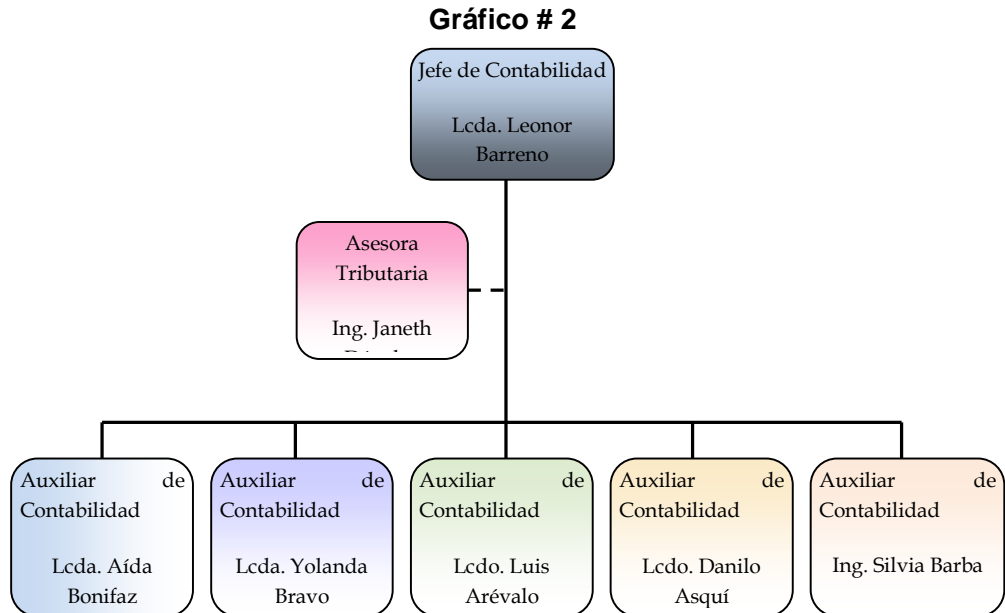 Gráfico # 2
Jefe de Contabilidad
Lcda. Leonor
Barreno
Asesora
Tributaria
Ing. Janeth
Auxiliar de
Contabilidad
Lcda. Aída
Bonifaz
Auxiliar de
Contabilidad
Lcda. Yolanda
Bravo
Auxiliar de
Contabilidad
Lcdo. Luis
Arévalo
Auxiliar de
Contabilidad
Lcdo. Danilo
Asquí
Auxiliar de
Contabilidad
Ing. Silvia Barba